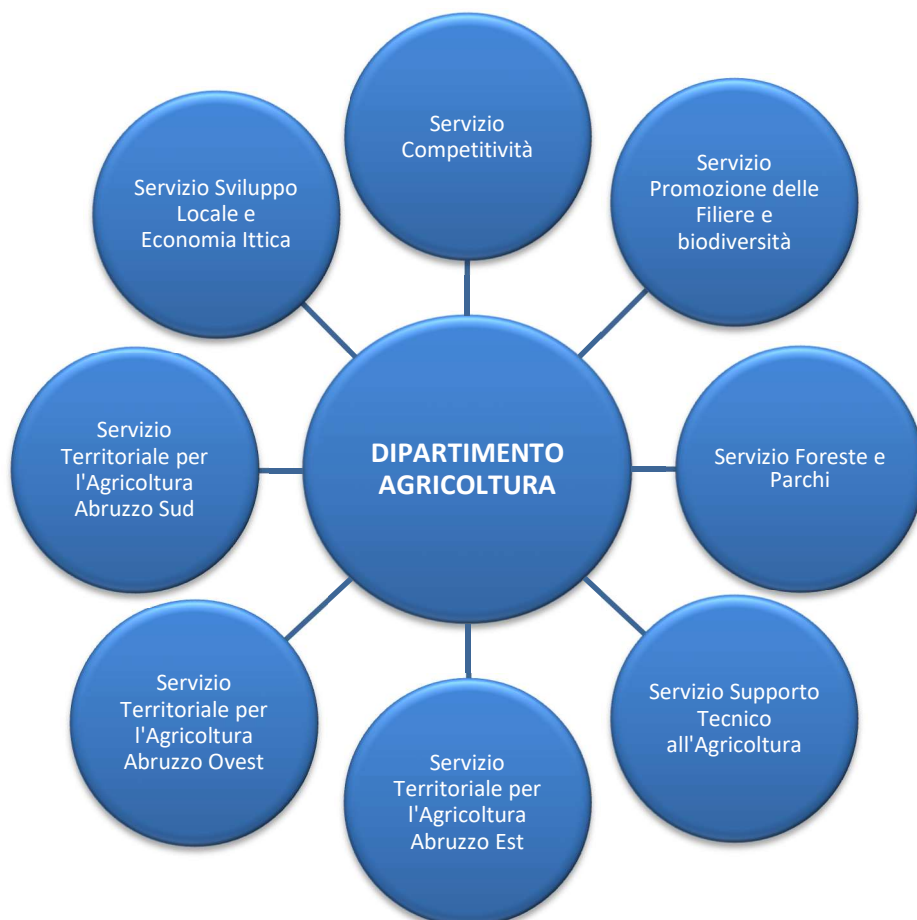 Servizio
Competitività
Servizio
Promozione delle
Filiere e
biodiversità
Servizio Foreste e
Parchi
Servizio Supporto
Tecnico
all'Agricoltura
Servizio
Territoriale per
l'Agricoltura
Abruzzo Est
Servizio
Territoriale per
l'Agricoltura
Abruzzo Ovest
Servizio
Territoriale per
l'Agricoltura
Abruzzo Sud
Servizio Sviluppo
Locale e
Economia Ittica
DIPARTIMENTO
AGRICOLTURA